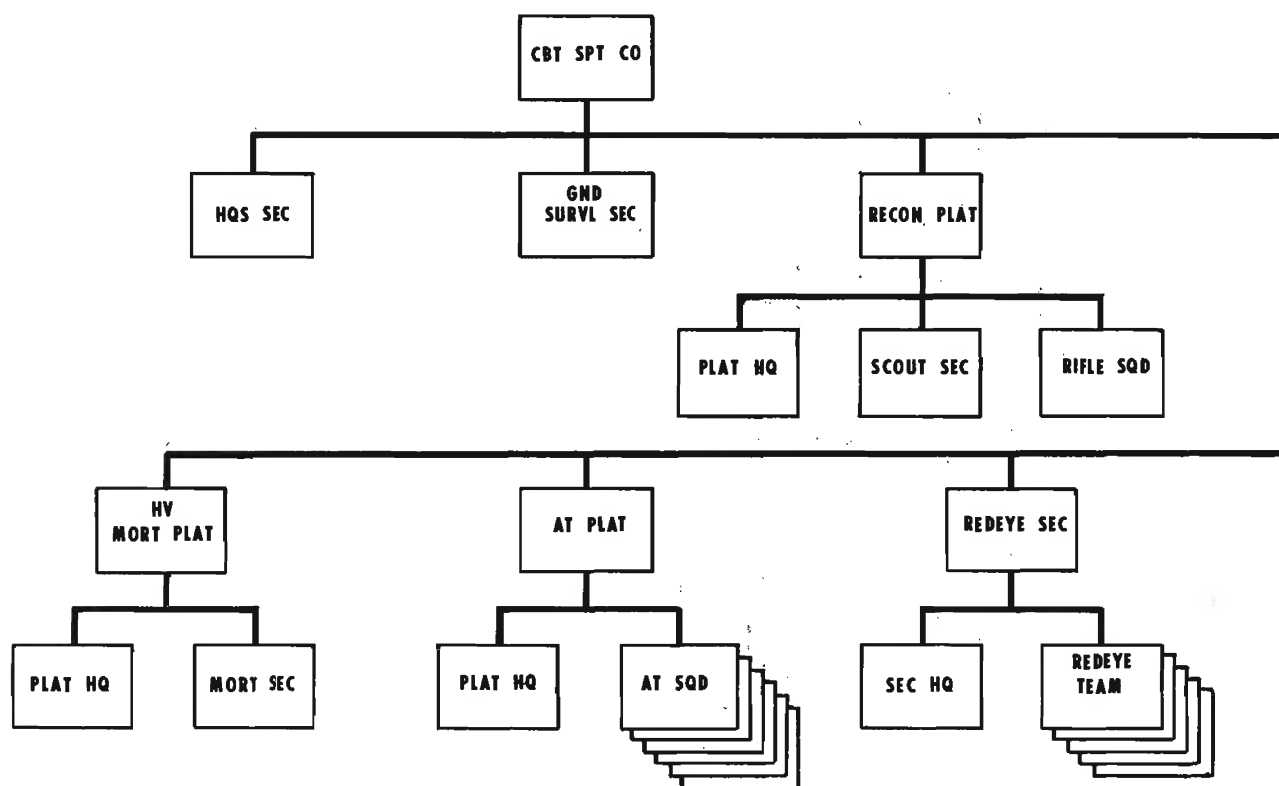 CBT SPT CO
HQS SEC
GND
SURVL SEC
RECON PLAT
PLAT HQ
SCOUT SEC
RIFLE SQD
HV
MORT PLAT
AT PLAT
REDEYE SEC
PLAT HQ
MORT SEC
PLAT HQ
AT SQD
SEC HQ
REDEYE
TEAM